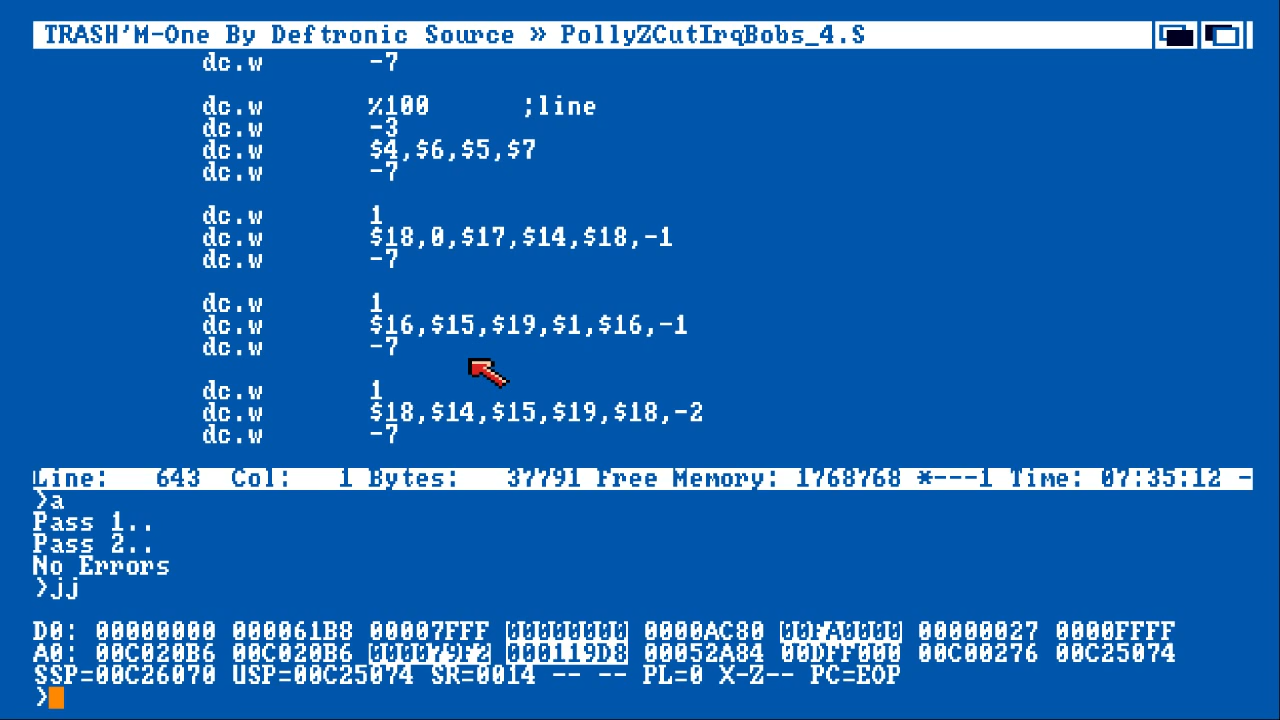 TRASH'M-One By Deftronic Source » PollyZCutIrqBobs_4.S
dc.w -7
dc.w %100 ;line
dc.w -3
dc.w $4,$6,$5,$7
dc.w -7
dc.w 1
dc.w $18,0,$17,$14,$18,-1
dc.w -7
dc.w 1
dc.w $16,$15,$19,$1,$16,-1
dc.w -7
dc.w 1
dc.w $18,$14,$15,$19,$18,-2
dc.w -7
Line: 643 Col: 1 Bytes: 37791 Free Memory: 1768768 *---1 Time: 07:35:12 -
>a
Pass 1..
Pass 2..
No Errors
>jj
D0: 00000000 000061B8 00007FFF 00000000 0000AC80 00FA0000 00000027 0000FFFF
A0: 00C020B6 00C020B6 000079F2 000119D8 00052A84 00DFF000 00C00276 00C25074
SSP=00C26070 USP=00C25074 SR=0014 -- -- PL=0 X-Z-- PC=EOP
>